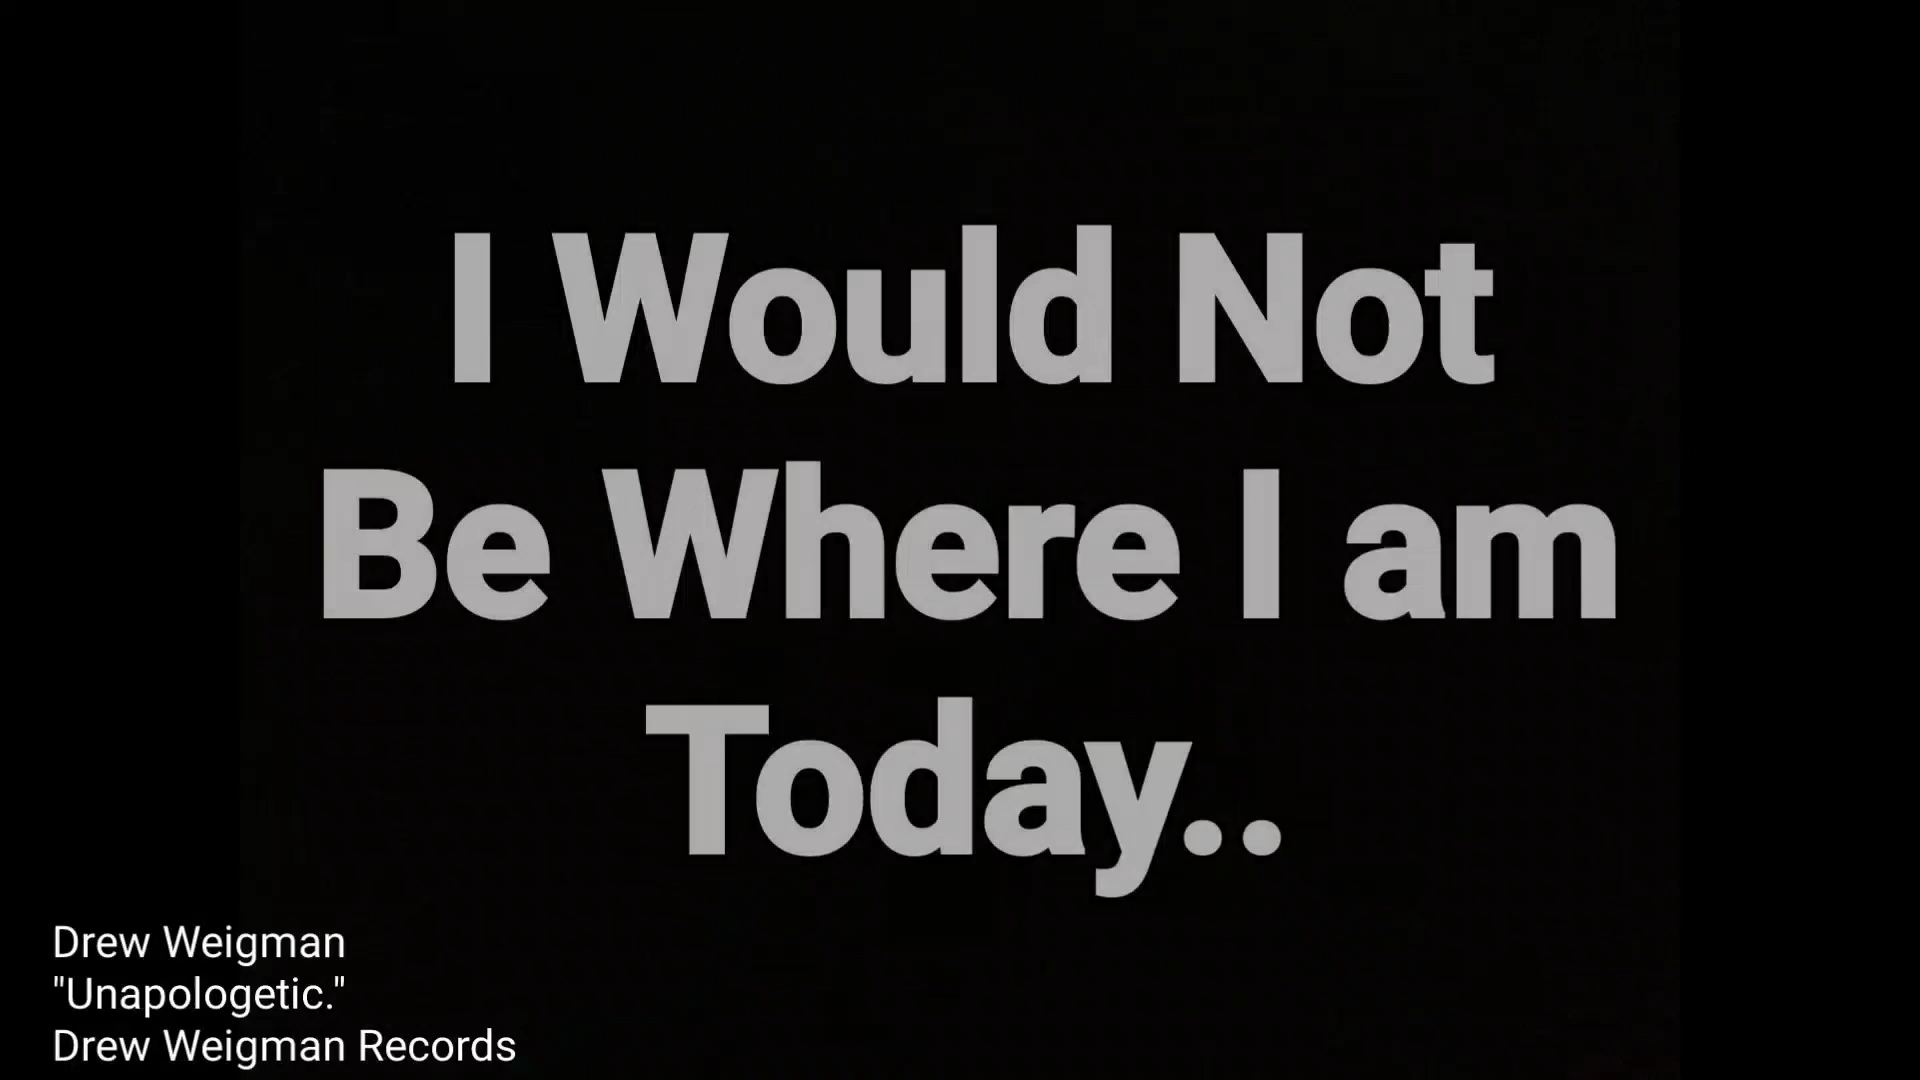 I Would Not
Be Where I am
Today..
Drew Weigman
"Unapologetic."
Drew Weigman Records